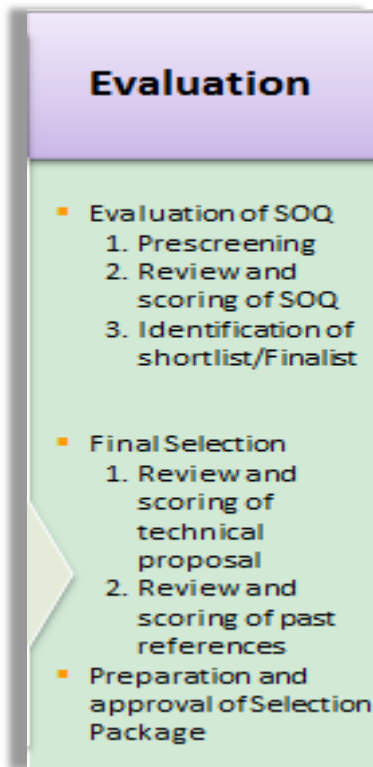 Evaluation
▪ Evaluation of SOQ
1. Prescreening
2. Review and
scoring of SOQ
3. Identification of
shortlist/Finalist
▪ Final Selection
1. Review and
scoring of
technical
proposal
2. Review and
scoring of past
references
▪ Preparation and
approval of Selection
Package